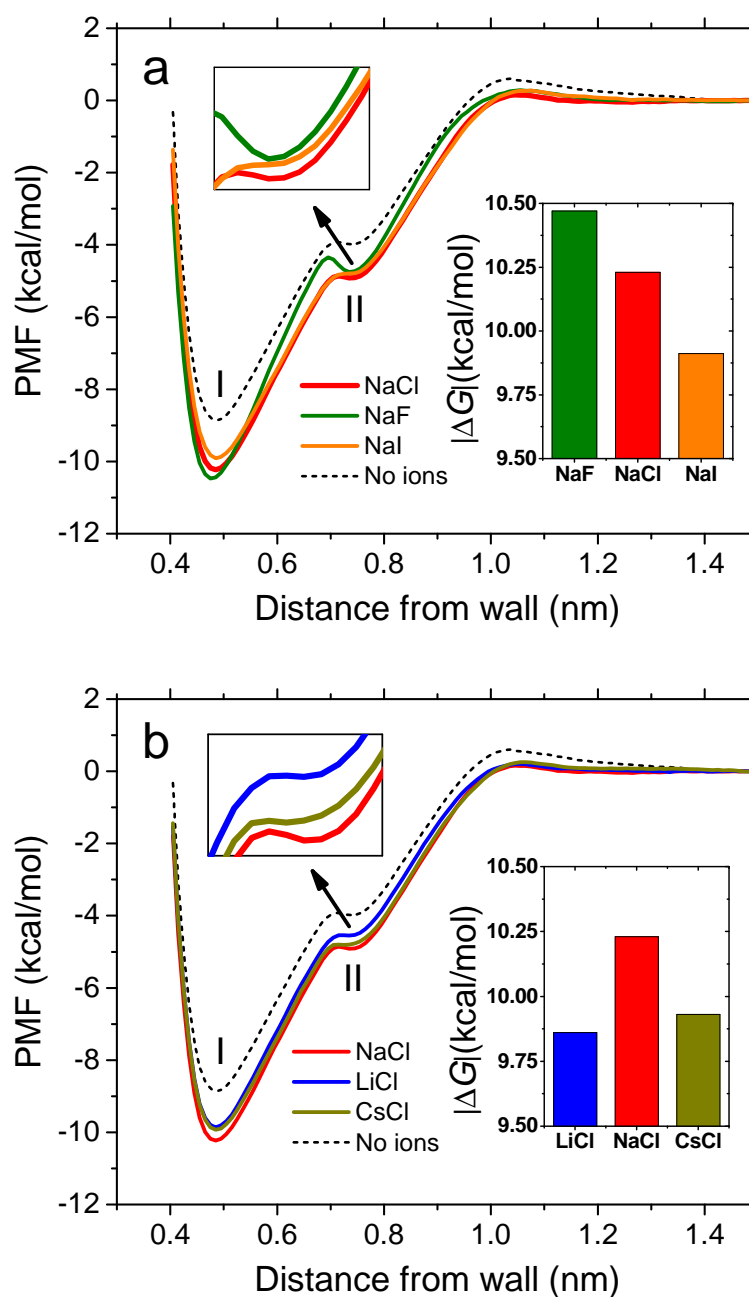 a
2
0
-2
-4
-6
-8
-10
-12
PMF (kcal/mol)
I
II
NaCl
NaF
NaI
No ions
10.50
10.25
10.00
9.75
9.50
|ΔG|(kcal/mol)
NaF NaCl NaI
0.4 0.6 0.8 1.0 1.2 1.4
Distance from wall (nm)
b
2
0
-2
-4
-6
-8
-10
-12
PMF (kcal/mol)
I
II
NaCl
LiCl
CsCl
No ions
10.50
10.25
10.00
9.75
9.50
|ΔG|(kcal/mol)
LiCl NaCl CsCl
0.4 0.6 0.8 1.0 1.2 1.4
Distance from wall (nm)